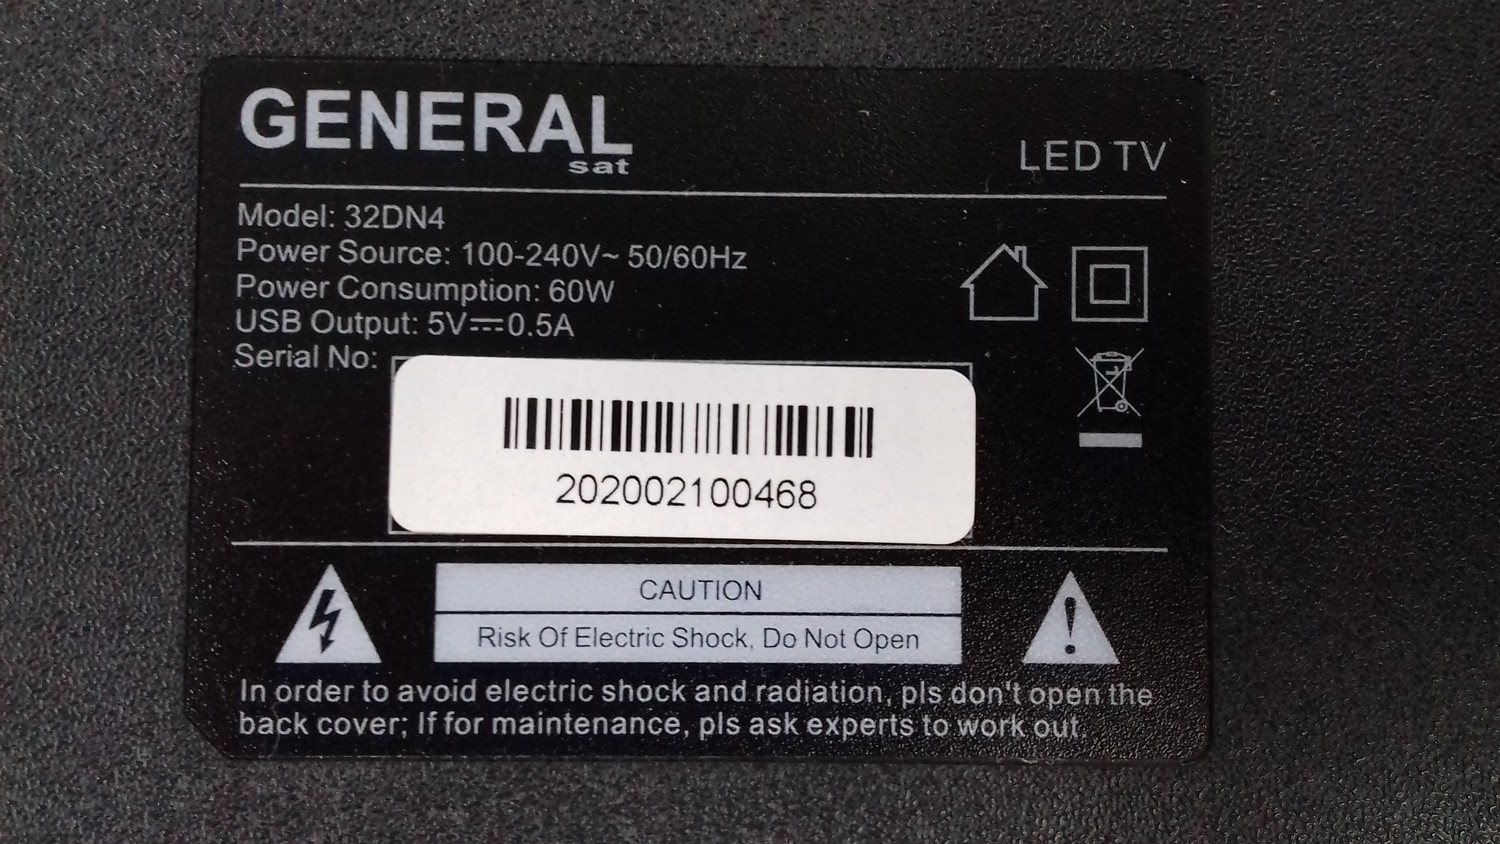 GENERAL
sat
LED TV
Model: 32DN4
Power Source: 100-240V~ 50/60Hz
Power Consumption: 60W
USB Output: 5V⎓0.5A
Serial No:
202002100468
CAUTION
Risk Of Electric Shock, Do Not Open
In order to avoid electric shock and radiation, pls don't open the
back cover; If for maintenance, pls ask experts to work out.